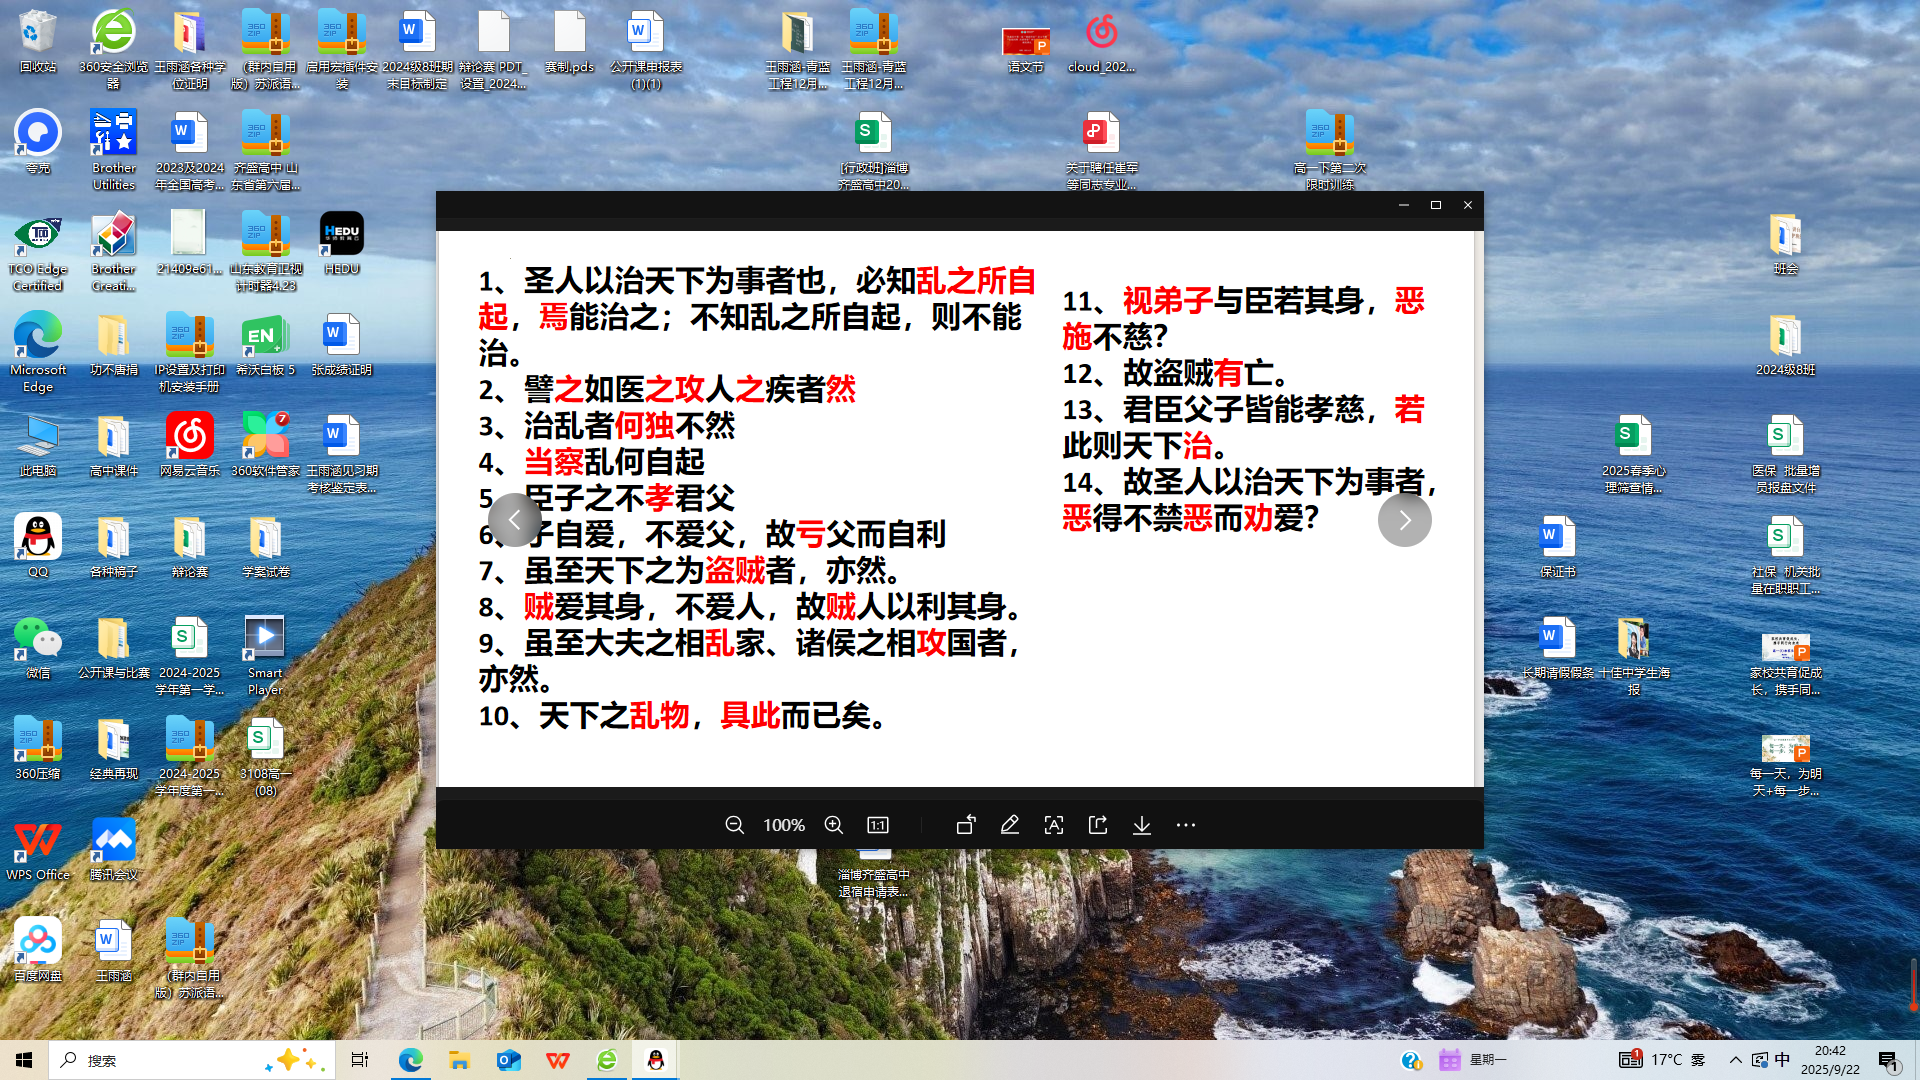 回收站
360安全浏览器
王雨涵各种学位证明
（群内自用版）苏派语...
启用宏插件安装
2024级8班期末目标制定
辩论赛 PDT_设置_2024...
赛制.pds
公开课申报表(1)(1)
王雨涵-青蓝工程12月...
王雨涵-青蓝工程12月...
语文节
cloud_202...
夸克
Brother Utilities
2023及2024年全国高考...
齐盛高中 山东省第六届...
[行政班]淄博齐盛高中20...
关于聘任崔军等同志专业...
高一下第二次限时训练
TCO Edge Certified
Brother Creati...
21409e61...
山东教育卫视计时器4.23
HEDU
班会
Microsoft Edge
功不唐捐
IP设置及打印机安装手册
希沃白板 5
张成绩证明
2024级8班
此电脑
高中课件
网易云音乐
360软件管家
王雨涵见习期考核鉴定表...
2025春季心理筛查情...
医保_批量增员报盘文件
QQ
各种稿子
辩论赛
学案试卷
保证书
社保_机关批量在职职工...
微信
公开课与比赛
2024-2025学年第一学...
Smart Player
长期请假假条
十佳中学生海报
家校共育促成长，携手同...
360压缩
经典再现
2024-2025学年度第一...
3108高一(08)
每一天，为明天+每一步...
WPS Office
腾讯会议
淄博齐盛高中退宿申请表...
百度网盘
王雨涵
（群内自用版）苏派语...
1、圣人以治天下为事者也，必知乱之所自
起，焉能治之；不知乱之所自起，则不能
治。
2、譬之如医之攻人之疾者然
3、治乱者何独不然
4、当察乱何自起
5、臣子之不孝君父
6、子自爱，不爱父，故亏父而自利
7、虽至天下之为盗贼者，亦然。
8、贼爱其身，不爱人，故贼人以利其身。
9、虽至大夫之相乱家、诸侯之相攻国者，
亦然。
10、天下之乱物，具此而已矣。
11、视弟子与臣若其身，恶
施不慈？
12、故盗贼有亡。
13、君臣父子皆能孝慈，若
此则天下治。
14、故圣人以治天下为事者，
恶得不禁恶而劝爱？
100%
1:1
搜索
星期一
17°C 雾
中
20:42
2025/9/22